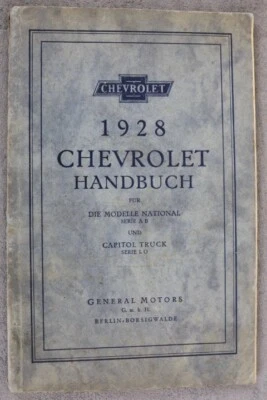 CHEVROLET
1928
CHEVROLET
HANDBUCH
FÜR
DIE MODELLE NATIONAL
SERIE A B
UND
CAPITOL TRUCK
SERIE L O
GENERAL MOTORS
G. m. b. H.
BERLIN-BORSIGWALDE